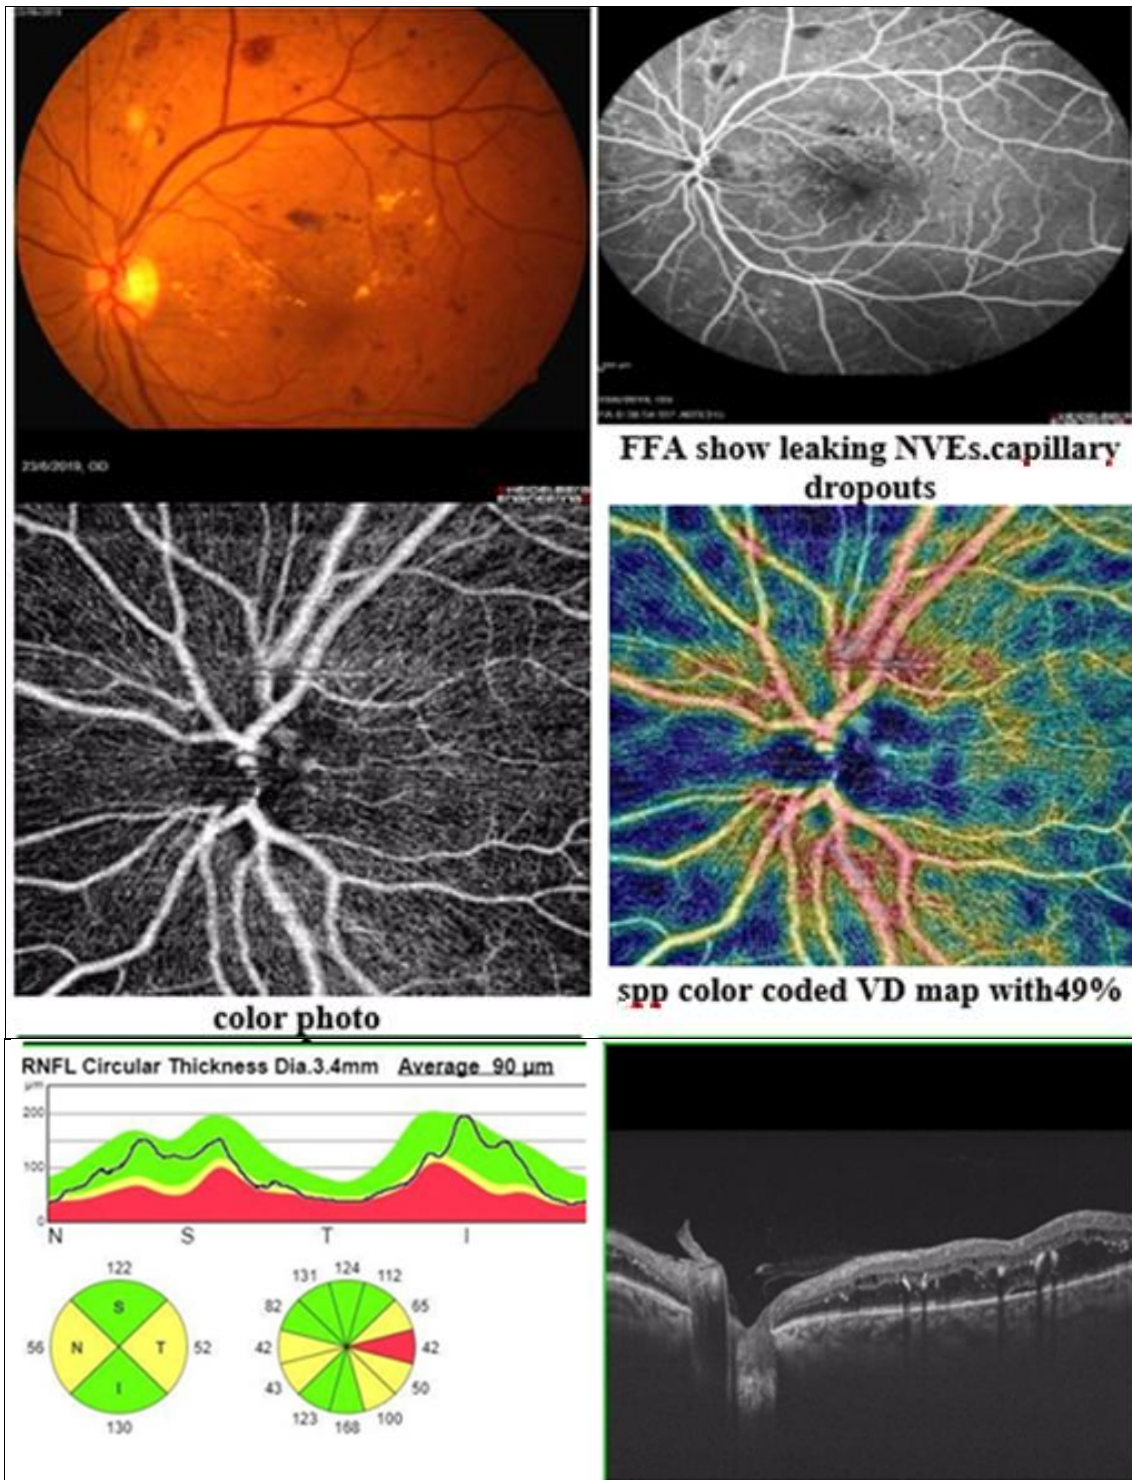 23/6/2019, OD
HEIDELBERG
ENGINEERING
FFA show leaking NVEs.capillary
dropouts
color photo
spp color coded VD map with49%
RNFL Circular Thickness Dia.3.4mm Average 90 µm
µm
200
100
0
N S T I
122
S
56 N T 52
I
130
124
131 112
82 65
42 42
43 50
123 100
168